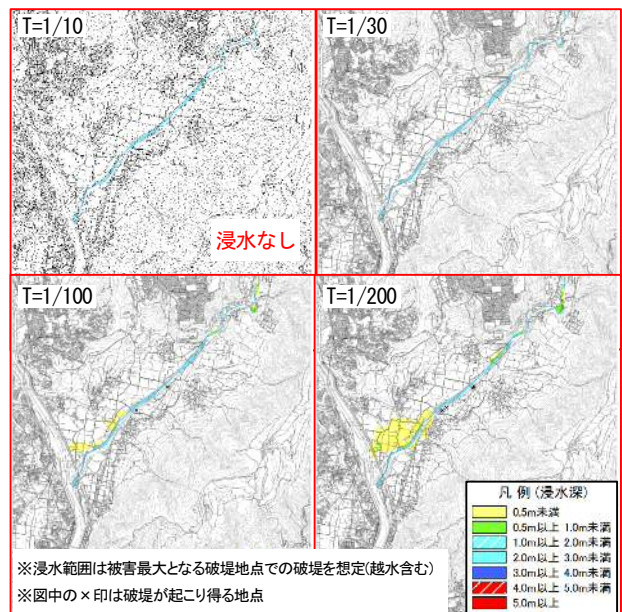 T=1/10
T=1/30
浸水なし
T=1/100
T=1/200
凡 例 (浸水深)
0.5m未満
0.5m以上 1.0m未満
1.0m以上 2.0m未満
2.0m以上 3.0m未満
3.0m以上 4.0m未満
4.0m以上 5.0m未満
5.0m以上
※浸水範囲は被害最大となる破堤地点での破堤を想定(越水含む)
※図中の×印は破堤が起こり得る地点